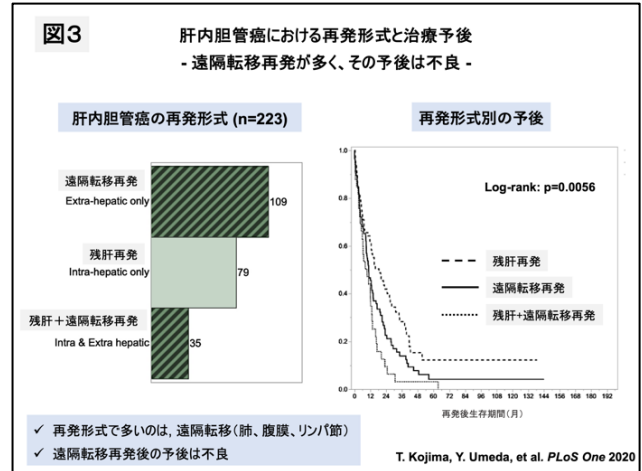 図3
肝内胆管癌における再発形式と治療予後
- 遠隔転移再発が多く、その予後は不良 -
肝内胆管癌の再発形式 (n=223)
遠隔転移再発
Extra-hepatic only
109
残肝再発
Intra-hepatic only
79
残肝+遠隔転移再発
Intra & Extra hepatic
35
再発形式別の予後
1.0
0.8
0.6
0.4
0.2
0.0
Log-rank: p=0.0056
残肝再発
遠隔転移再発
残肝+遠隔転移再発
0 12 24 36 48 60 72 84 96 108 120 132 144 156 168 180 192
再発後生存期間(月)
✓ 再発形式で多いのは, 遠隔転移(肺、腹膜、リンパ節)
✓ 遠隔転移再発後の予後は不良
T. Kojima, Y. Umeda, et al. PLoS One 2020